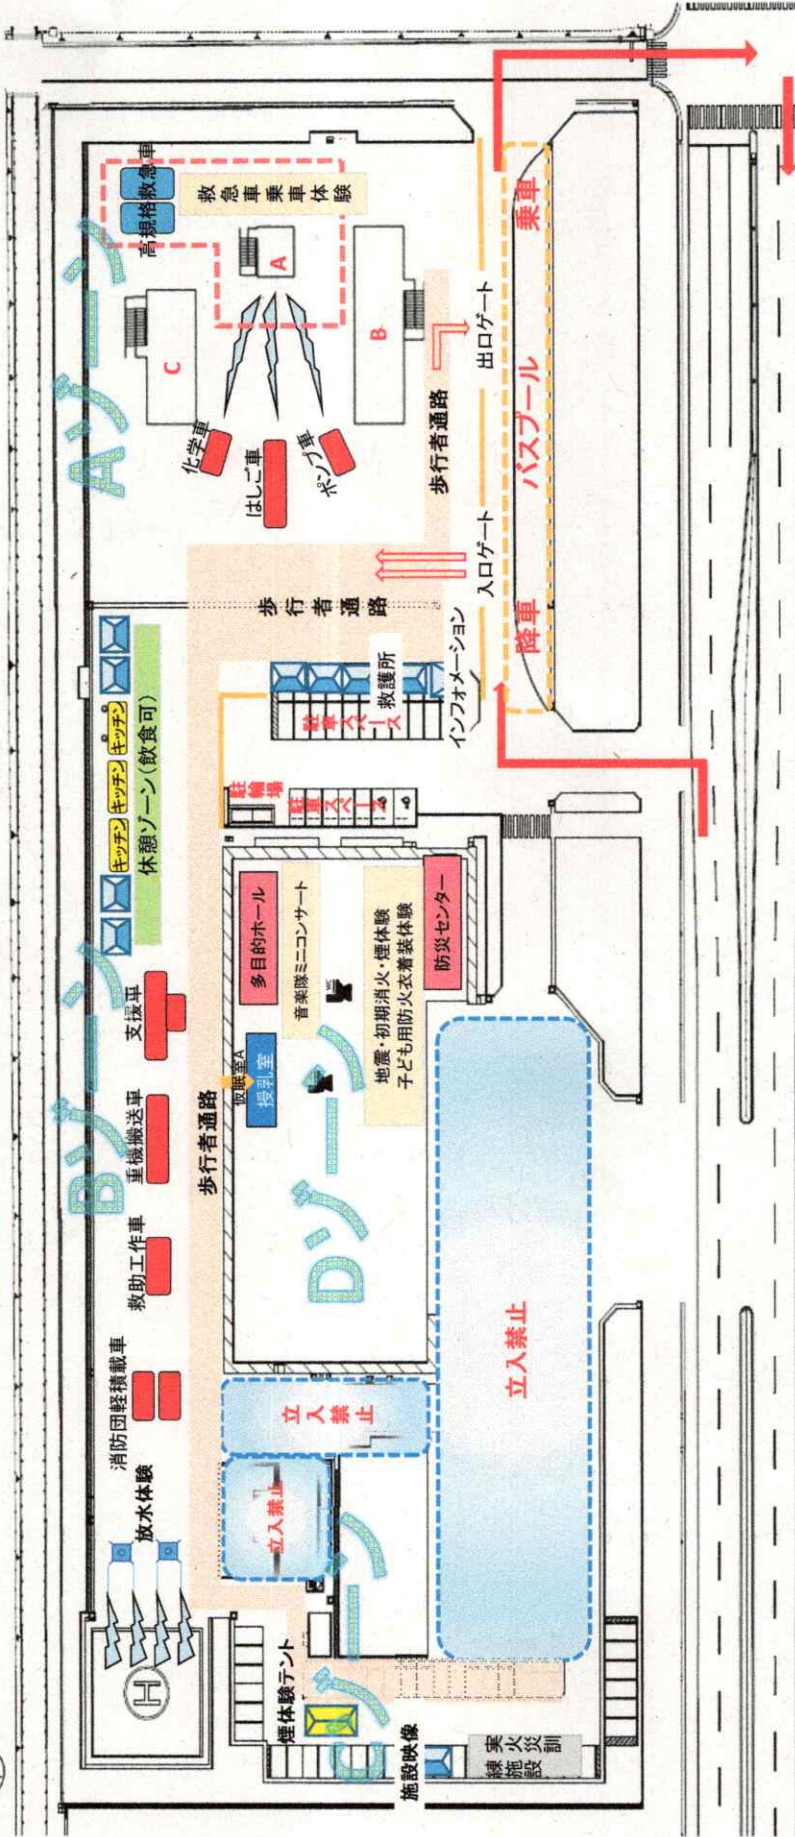 Aゾーン
高規格救急車
救急車乗車体験
A
B
C
化学車
はしご車
ポンプ車
歩行者通路
出口ゲート
入口ゲート
乗車
バスプール
降車
歩行者通路
救護所
インフォメーション
駐車スペース
駐輪場
駐車スペース
キッチン
キッチン
キッチン
休憩ゾーン(飲食可)
Bゾーン
支援車
重機搬送車
救助工作車
消防団軽積載車
放水体験
歩行者通路
Dゾーン
多目的ホール
音楽隊ミニコンサート
WC
仮眠室A
授乳室
地震・初期消火・煙体験
子ども用防火衣着装体験
防災センター
立入禁止
立入禁止
立入禁止
H
Cゾーン
煙体験テント
施設映像
実火災訓
練施設